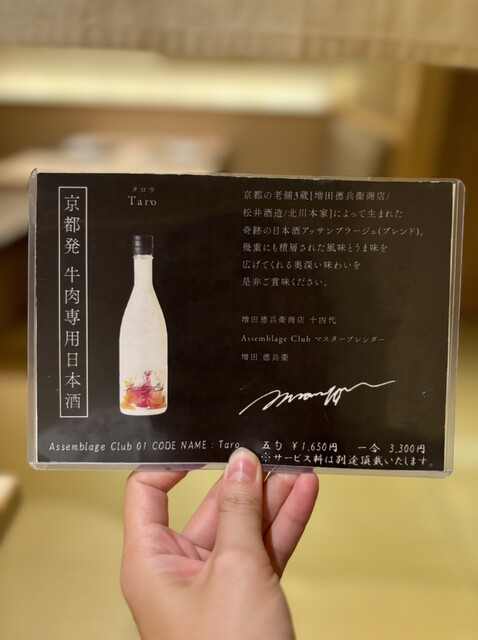 京都発 牛肉専用日本酒
タロウ
Taro
京都の老舗3蔵[増田德兵衞商店/
松井酒造/北川本家]によって生まれた
奇跡の日本酒アッサンブラージュ(ブレンド)。
幾重にも積層された風味とうま味を
広げてくれる奥深い味わいを
是非ご賞味ください。
増田德兵衞商店 十四代
Assemblage Club マスターブレンダー
増田 德兵衞
Assemblage Club 01 CODE NAME : Taro
五勺 ¥1,650円 一合 3,300円
※サービス料は別途頂戴いたします。